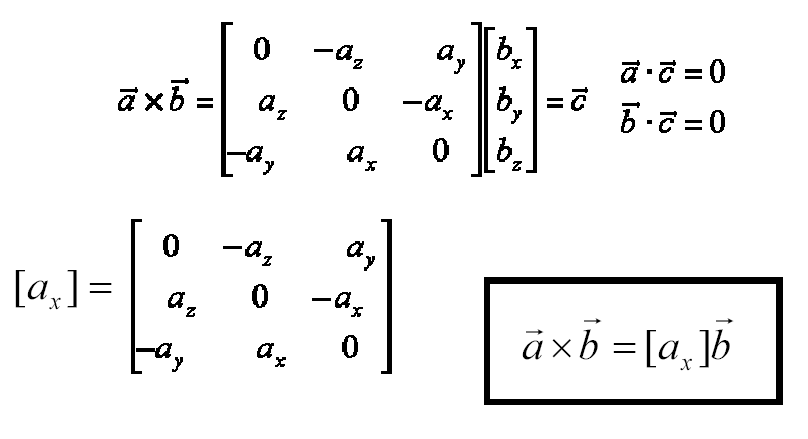 0 −a_z a_y b_x
a⃗ × b⃗ = a_z 0 −a_x b_y = c⃗
−a_y a_x 0 b_z
a⃗ · c⃗ = 0
b⃗ · c⃗ = 0
0 −a_z a_y
[a_x] = a_z 0 −a_x
−a_y a_x 0
a⃗ × b⃗ = [a_x]b⃗